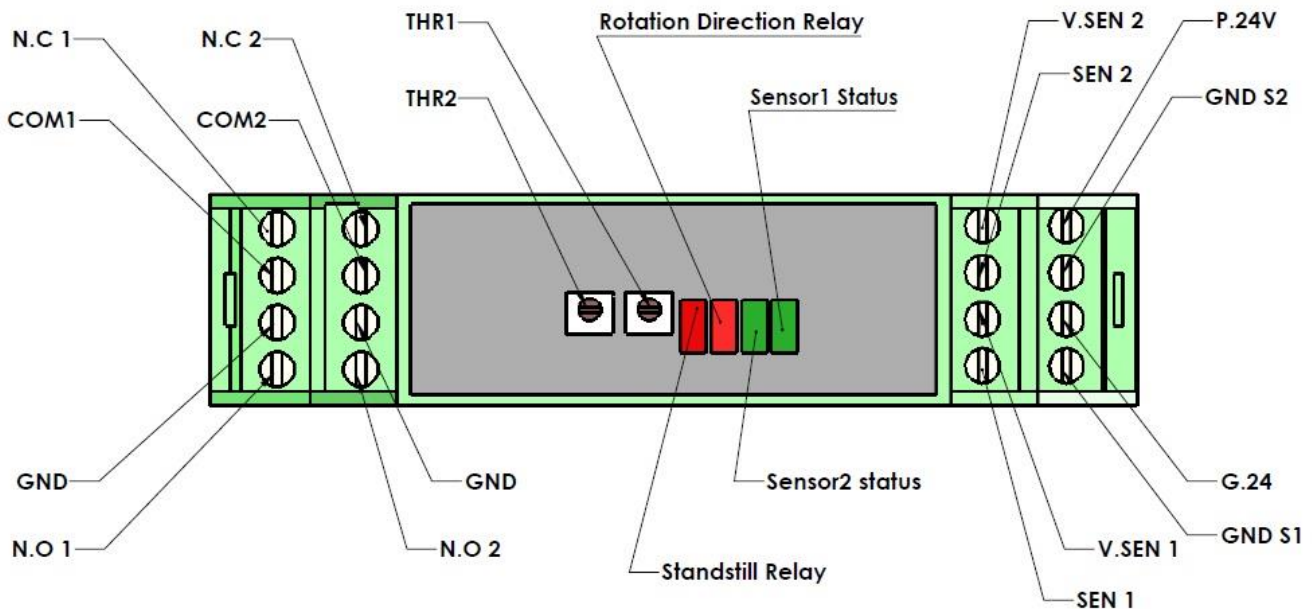 THR1
Rotation Direction Relay
V.SEN 2
P.24V
N.C 1
N.C 2
SEN 2
THR2
Sensor1 Status
GND S2
COM1
COM2
GND
GND
Sensor2 status
G.24
N.O 1
N.O 2
V.SEN 1
GND S1
Standstill Relay
SEN 1